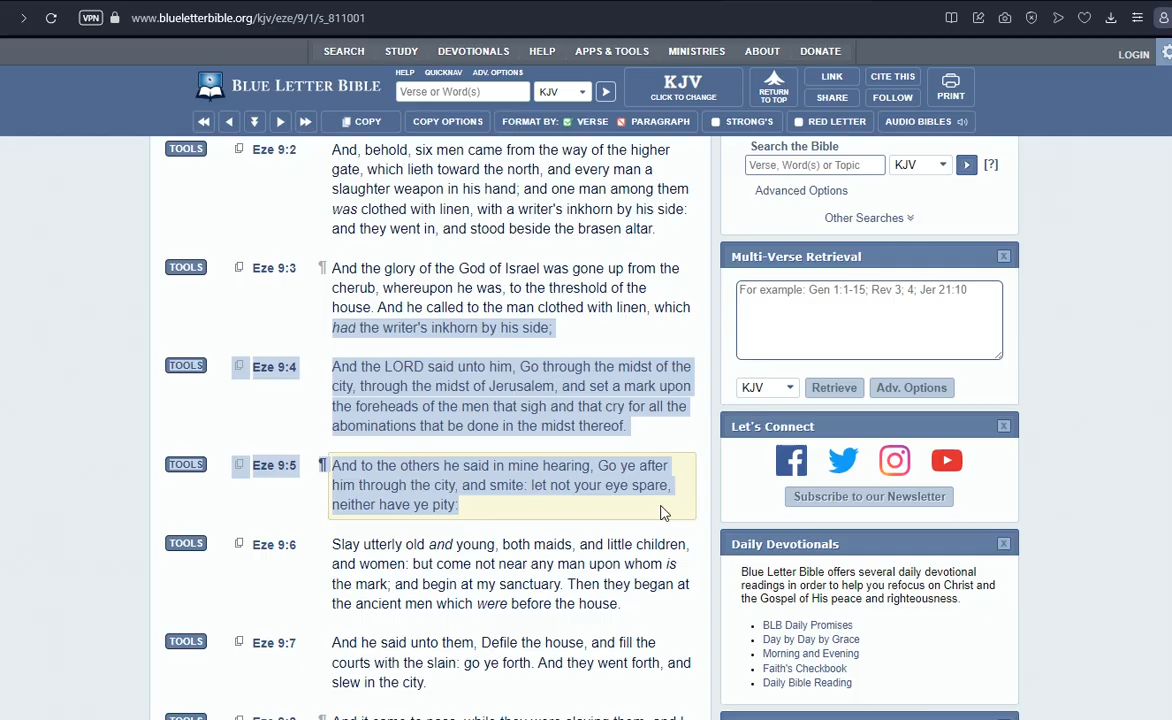 VPN www.blueletterbible.org/kjv/eze/9/1/s_811001
SEARCH STUDY DEVOTIONALS HELP APPS & TOOLS MINISTRIES ABOUT DONATE LOGIN
BLUE LETTER BIBLE
HELP QUICKNAV ADV. OPTIONS
Verse or Word(s) KJV
KJV
CLICK TO CHANGE
RETURN
TO TOP
LINK CITE THIS
SHARE FOLLOW
PRINT
COPY COPY OPTIONS FORMAT BY: VERSE PARAGRAPH STRONG'S RED LETTER AUDIO BIBLES
TOOLS Eze 9:2 And, behold, six men came from the way of the higher
gate, which lieth toward the north, and every man a
slaughter weapon in his hand; and one man among them
was clothed with linen, with a writer's inkhorn by his side:
and they went in, and stood beside the brasen altar.
TOOLS Eze 9:3 ¶ And the glory of the God of Israel was gone up from the
cherub, whereupon he was, to the threshold of the
house. And he called to the man clothed with linen, which
had the writer's inkhorn by his side;
TOOLS Eze 9:4 And the LORD said unto him, Go through the midst of the
city, through the midst of Jerusalem, and set a mark upon
the foreheads of the men that sigh and that cry for all the
abominations that be done in the midst thereof.
TOOLS Eze 9:5 ¶ And to the others he said in mine hearing, Go ye after
him through the city, and smite: let not your eye spare,
neither have ye pity:
TOOLS Eze 9:6 Slay utterly old and young, both maids, and little children,
and women: but come not near any man upon whom is
the mark; and begin at my sanctuary. Then they began at
the ancient men which were before the house.
TOOLS Eze 9:7 And he said unto them, Defile the house, and fill the
courts with the slain: go ye forth. And they went forth, and
slew in the city.
Search the Bible
Verse, Word(s) or Topic KJV [?]
Advanced Options
Other Searches
Multi-Verse Retrieval
For example: Gen 1:1-15; Rev 3; 4; Jer 21:10
KJV Retrieve Adv. Options
Let's Connect
Subscribe to our Newsletter
Daily Devotionals
Blue Letter Bible offers several daily devotional
readings in order to help you refocus on Christ and
the Gospel of His peace and righteousness.
BLB Daily Promises
Day by Day by Grace
Morning and Evening
Faith's Checkbook
Daily Bible Reading